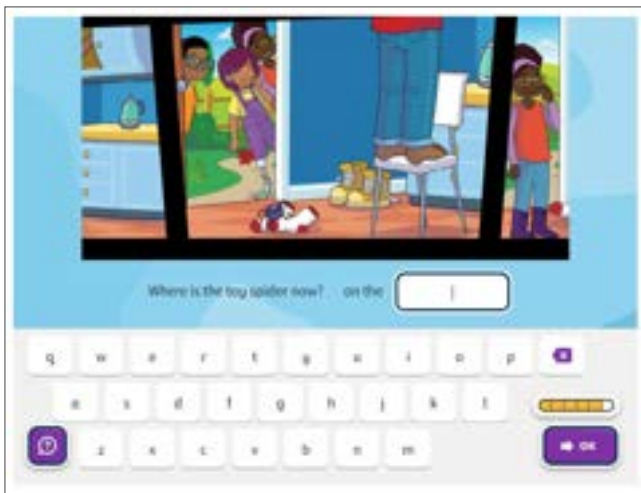 Where is the toy spider now? on the
q w e r t y u i o p
a s d f g h j k l
z x c v b n m
OK